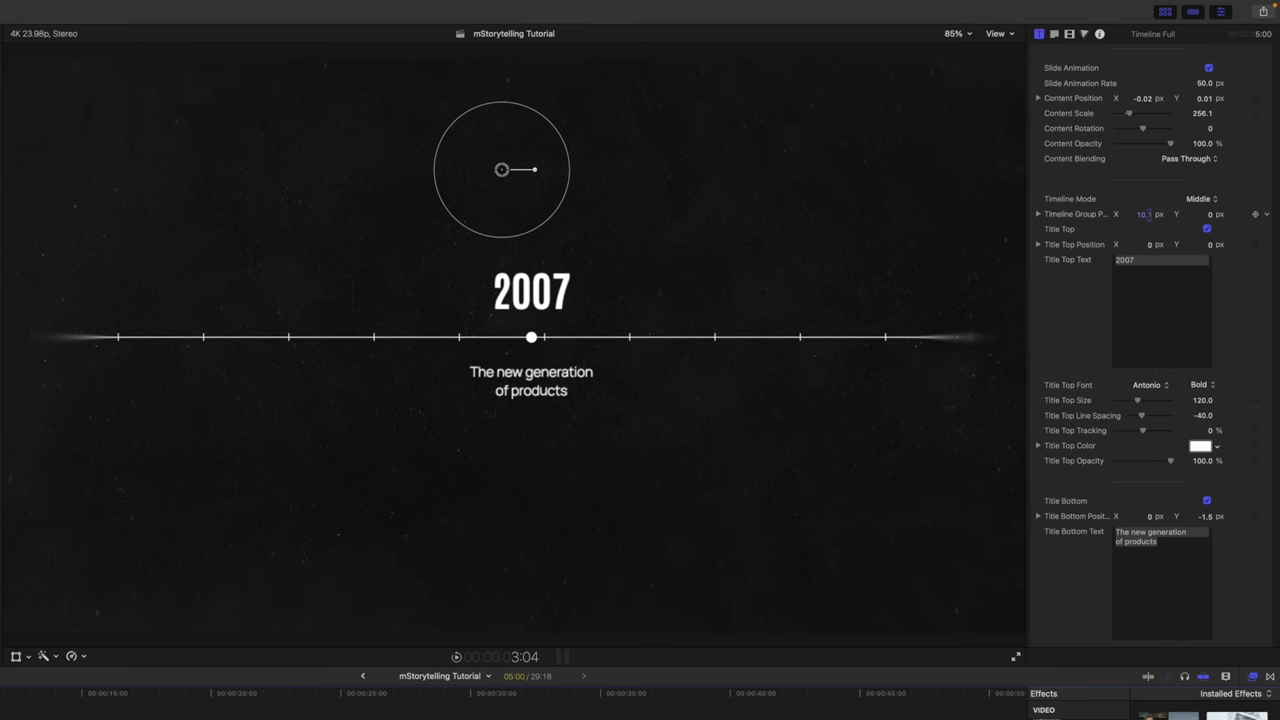 4K 23.98p, Stereo
mStorytelling Tutorial
85%
View
Timeline Full
5:00
Slide Animation
Slide Animation Rate
50.0 px
Content Position X -0.02 px Y 0.01 px
Content Scale 256.1
Content Rotation 0
Content Opacity 100.0 %
Content Blending Pass Through
Timeline Mode Middle
Timeline Group P... X 10.1 px Y 0 px
Title Top
Title Top Position X 0 px Y 0 px
Title Top Text 2007
Title Top Font Antonio Bold
Title Top Size 120.0
Title Top Line Spacing -40.0
Title Top Tracking 0 %
Title Top Color
Title Top Opacity 100.0 %
Title Bottom
Title Bottom Posit... X 0 px Y -1.5 px
Title Bottom Text The new generation
of products
2007
The new generation
of products
00:00:00:03:04
mStorytelling Tutorial
05:00 / 29:18
00:00:15:00
00:00:20:00
00:00:25:00
00:00:30:00
00:00:35:00
00:00:40:00
00:00:45:00
Effects
Installed Effects
VIDEO